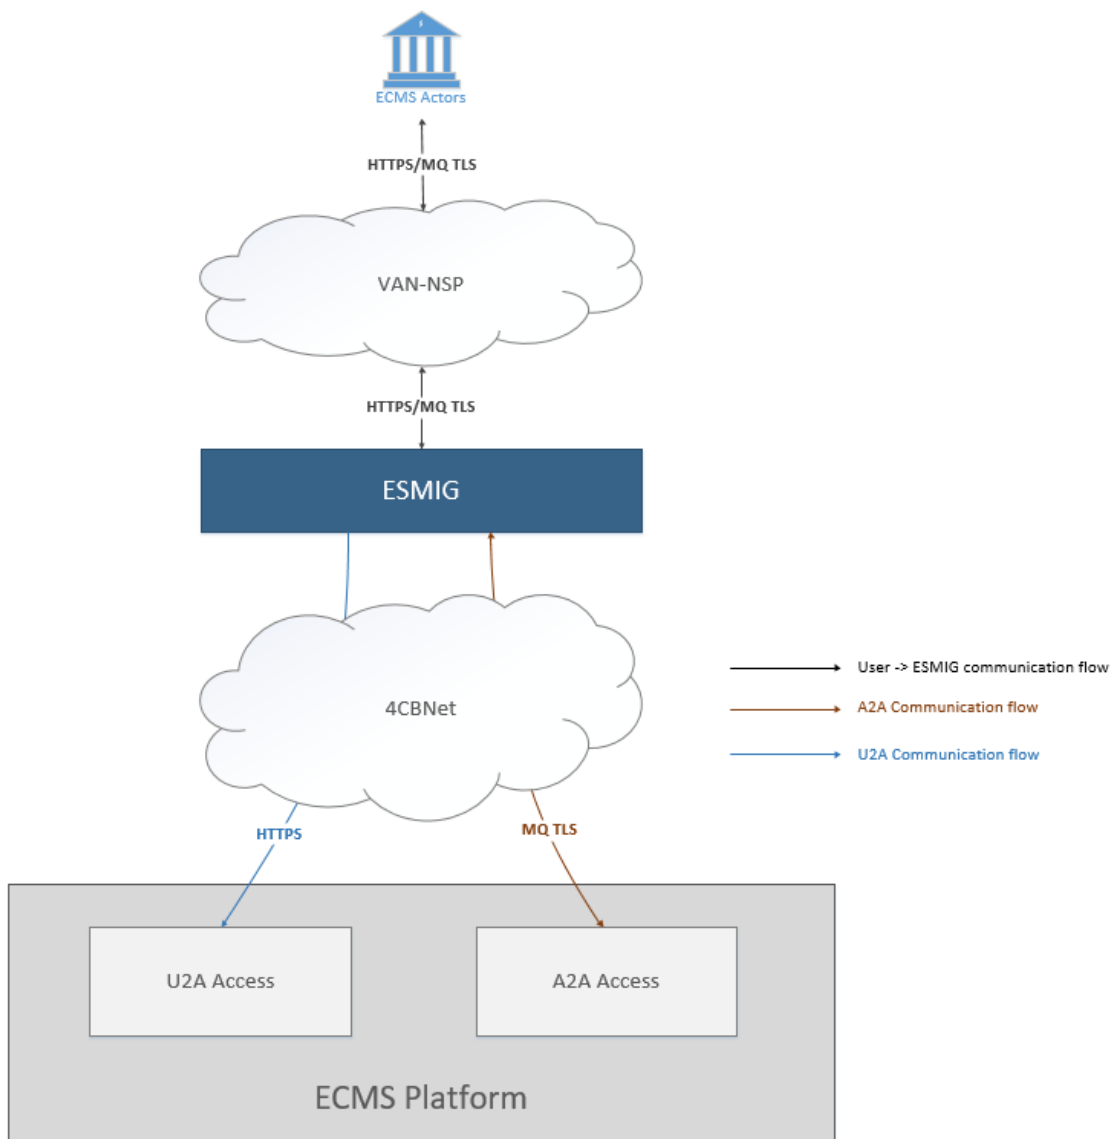 ECMS Actors
HTTPS/MQ TLS
VAN-NSP
HTTPS/MQ TLS
ESMIG
4CBNet
User -> ESMIG communication flow
A2A Communication flow
U2A Communication flow
HTTPS
MQ TLS
U2A Access
A2A Access
ECMS Platform